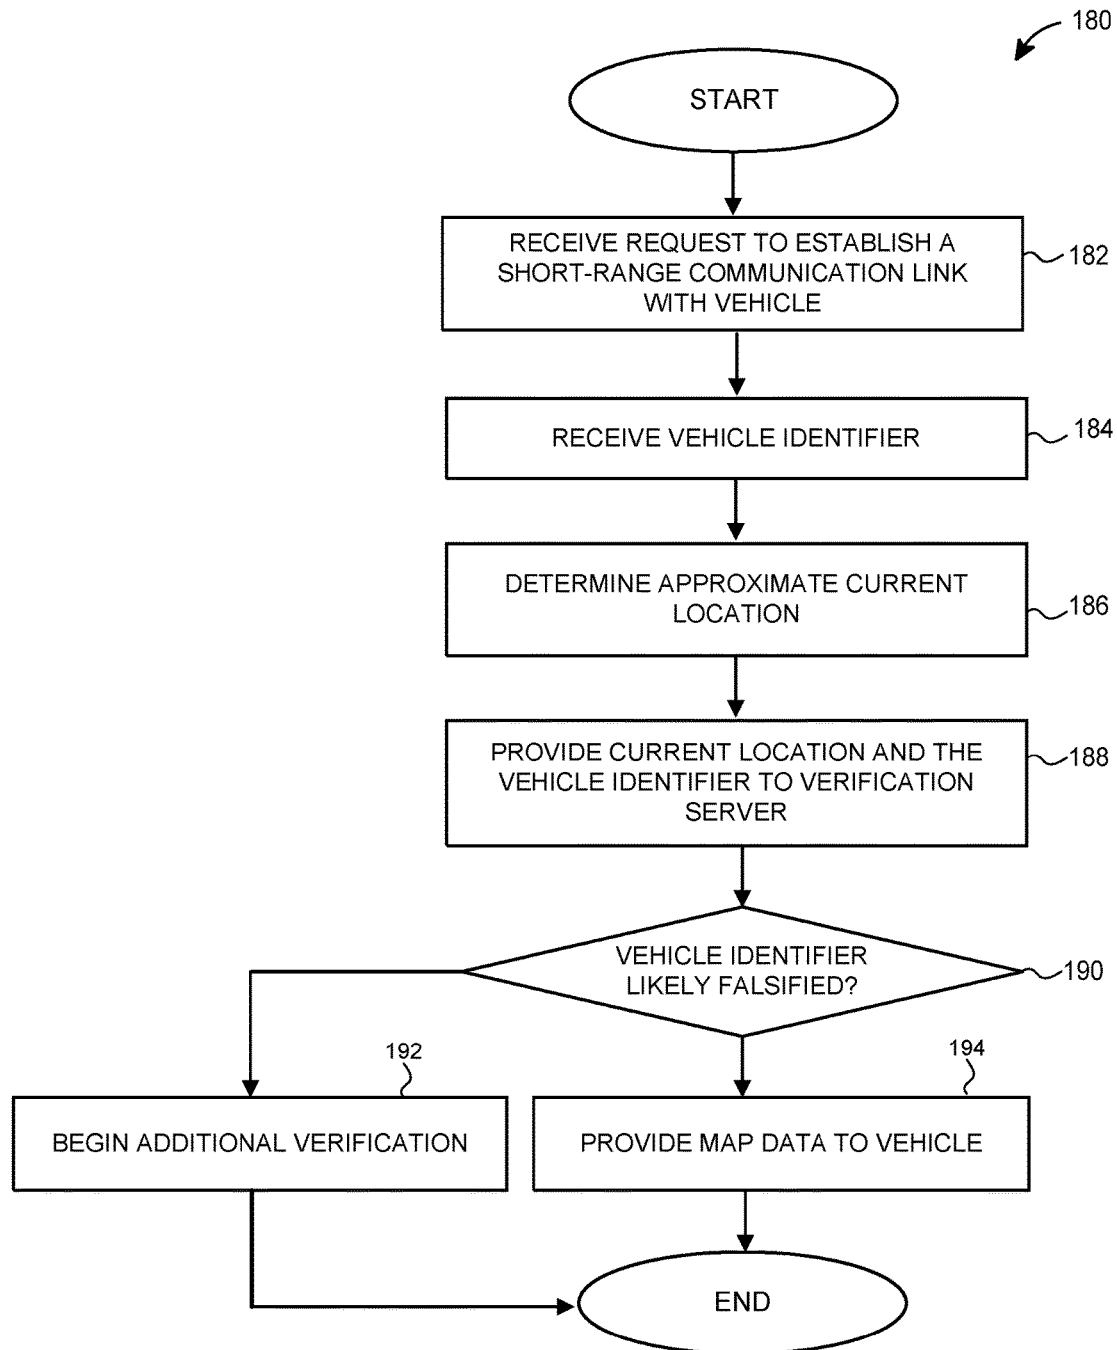 180
START
RECEIVE REQUEST TO ESTABLISH A
SHORT-RANGE COMMUNICATION LINK
WITH VEHICLE
182
RECEIVE VEHICLE IDENTIFIER
184
DETERMINE APPROXIMATE CURRENT
LOCATION
186
PROVIDE CURRENT LOCATION AND THE
VEHICLE IDENTIFIER TO VERIFICATION
SERVER
188
VEHICLE IDENTIFIER
LIKELY FALSIFIED?
190
192
BEGIN ADDITIONAL VERIFICATION
194
PROVIDE MAP DATA TO VEHICLE
END